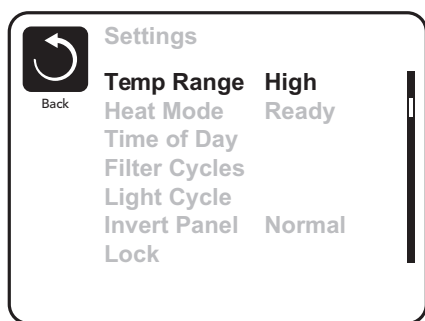 Settings
Back
Temp Range High
Heat Mode Ready
Time of Day
Filter Cycles
Light Cycle
Invert Panel Normal
Lock